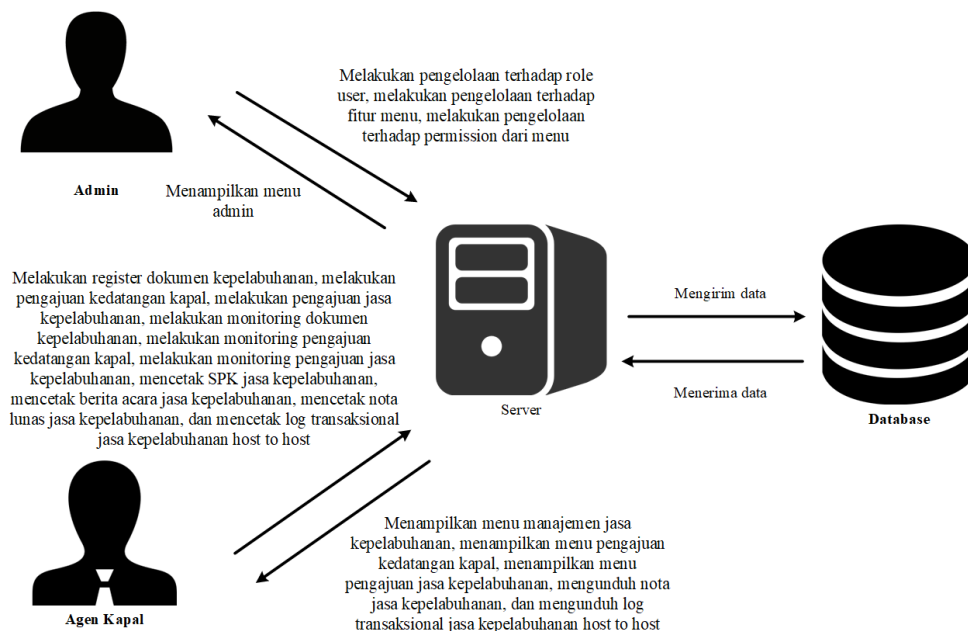 Melakukan pengelolaan terhadap role
user, melakukan pengelolaan terhadap
fitur menu, melakukan pengelolaan
terhadap permission dari menu
Admin
Menampilkan menu
admin
Melakukan register dokumen kepelabuhanan, melakukan
pengajuan kedatangan kapal, melakukan pengajuan jasa
kepelabuhanan, melakukan monitoring dokumen
kepelabuhanan, melakukan monitoring pengajuan
kedatangan kapal, melakukan monitoring pengajuan jasa
kepelabuhanan, mencetak SPK jasa kepelabuhanan,
mencetak berita acara jasa kepelabuhanan, mencetak nota
lunas jasa kepelabuhanan, dan mencetak log transaksional
jasa kepelabuhanan host to host
Server
Mengirim data
Menerima data
Database
Agen Kapal
Menampilkan menu manajemen jasa
kepelabuhanan, menampilkan menu pengajuan
kedatangan kapal, menampilkan menu
pengajuan jasa kepelabuhanan, mengunduh nota
jasa kepelabuhanan, dan mengunduh log
transaksional jasa kepelabuhanan host to host